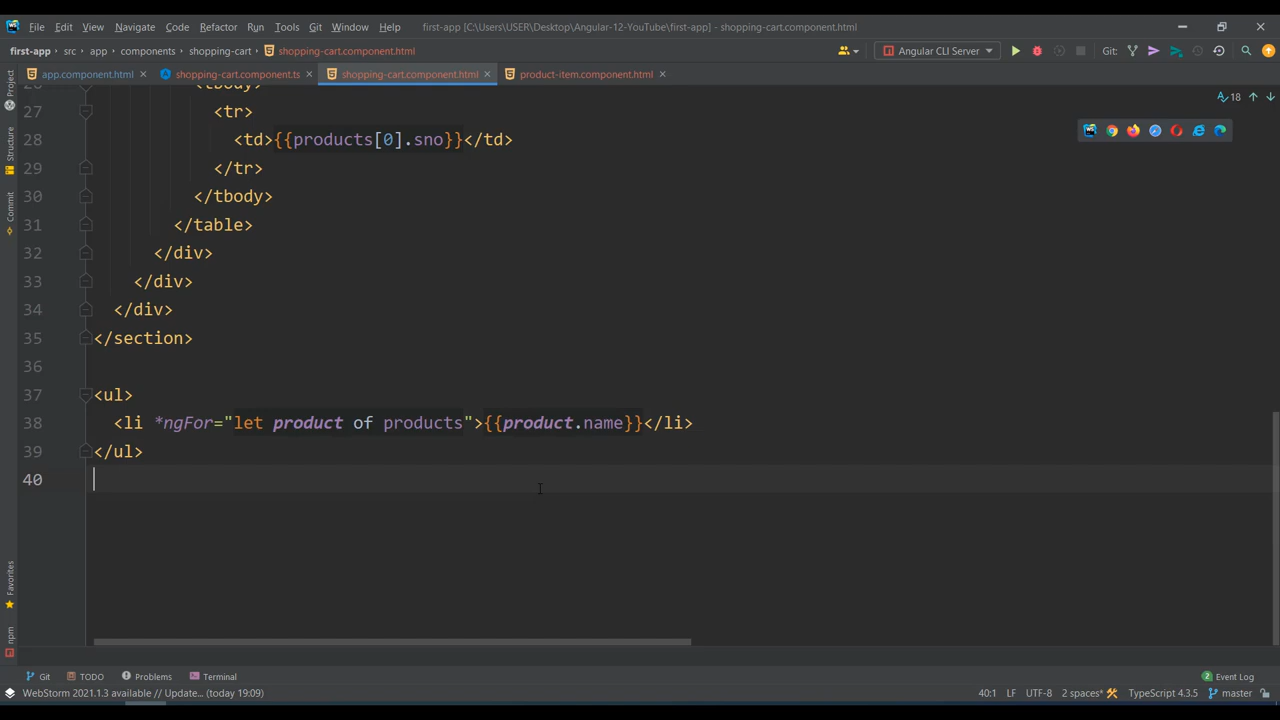 File Edit View Navigate Code Refactor Run Tools Git Window Help first-app [C:\Users\USER\Desktop\Angular-12-YouTube\first-app] - shopping-cart.component.html
first-app src app components shopping-cart shopping-cart.component.html Angular CLI Server Git:
app.component.html shopping-cart.component.ts shopping-cart.component.html product-item.component.html
Project
Structure
Commit
Favorites
npm
18
27 <tr>
28 <td>{{products[0].sno}}</td>
29 </tr>
30 </tbody>
31 </table>
32 </div>
33 </div>
34 </div>
35 </section>
36
37 <ul>
38 <li *ngFor="let product of products">{{product.name}}</li>
39 </ul>
40
Git TODO Problems Terminal 2 Event Log
WebStorm 2021.1.3 available // Update... (today 19:09) 40:1 LF UTF-8 2 spaces* TypeScript 4.3.5 master